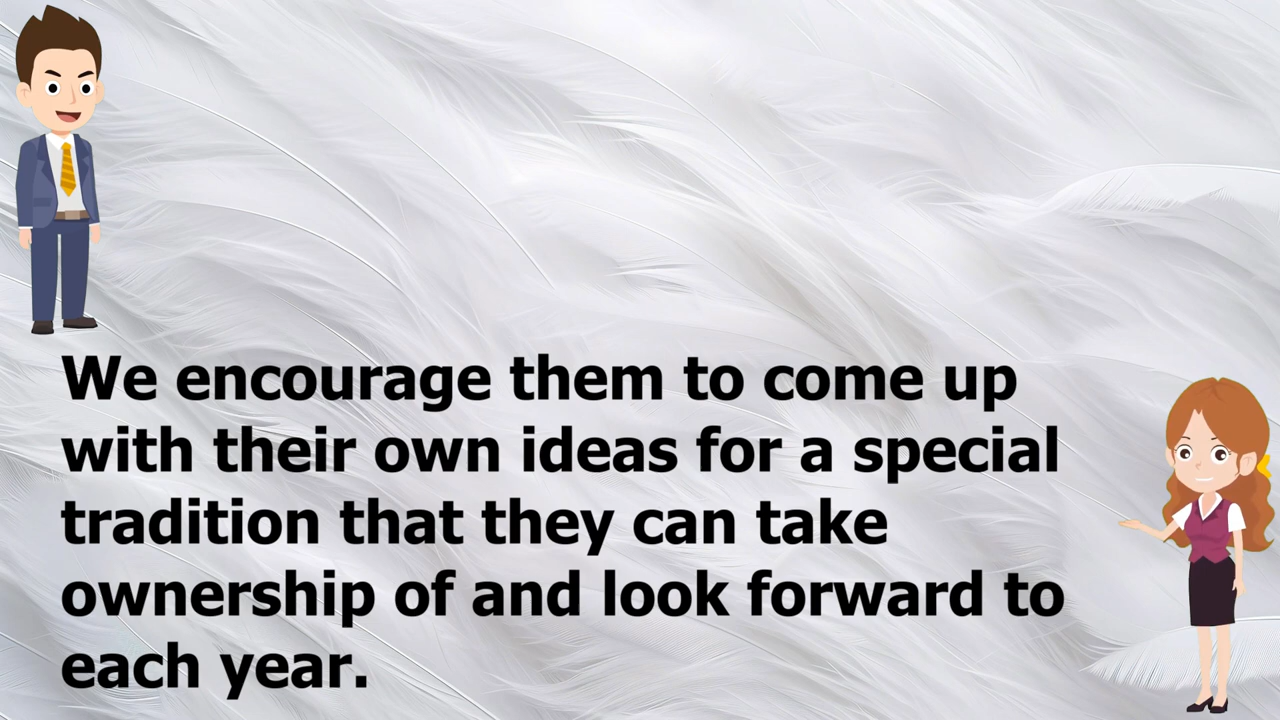 We encourage them to come up
with their own ideas for a special
tradition that they can take
ownership of and look forward to
each year.